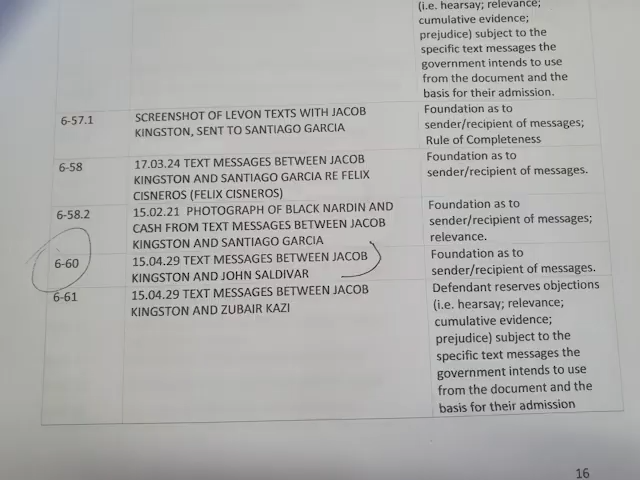 (i.e. hearsay; relevance;
cumulative evidence;
prejudice) subject to the
specific text messages the
government intends to use
from the document and the
basis for their admission.
6-57.1
SCREENSHOT OF LEVON TEXTS WITH JACOB
KINGSTON, SENT TO SANTIAGO GARCIA
Foundation as to
sender/recipient of messages;
Rule of Completeness
6-58
17.03.24 TEXT MESSAGES BETWEEN JACOB
KINGSTON AND SANTIAGO GARCIA RE FELIX
CISNEROS (FELIX CISNEROS)
Foundation as to
sender/recipient of messages.
6-58.2
15.02.21 PHOTOGRAPH OF BLACK NARDIN AND
CASH FROM TEXT MESSAGES BETWEEN JACOB
KINGSTON AND SANTIAGO GARCIA
Foundation as to
sender/recipient of messages;
relevance.
6-60
15.04.29 TEXT MESSAGES BETWEEN JACOB
KINGSTON AND JOHN SALDIVAR
Foundation as to
sender/recipient of messages.
6-61
15.04.29 TEXT MESSAGES BETWEEN JACOB
KINGSTON AND ZUBAIR KAZI
Defendant reserves objections
(i.e. hearsay; relevance;
cumulative evidence;
prejudice) subject to the
specific text messages the
government intends to use
from the document and the
basis for their admission
16